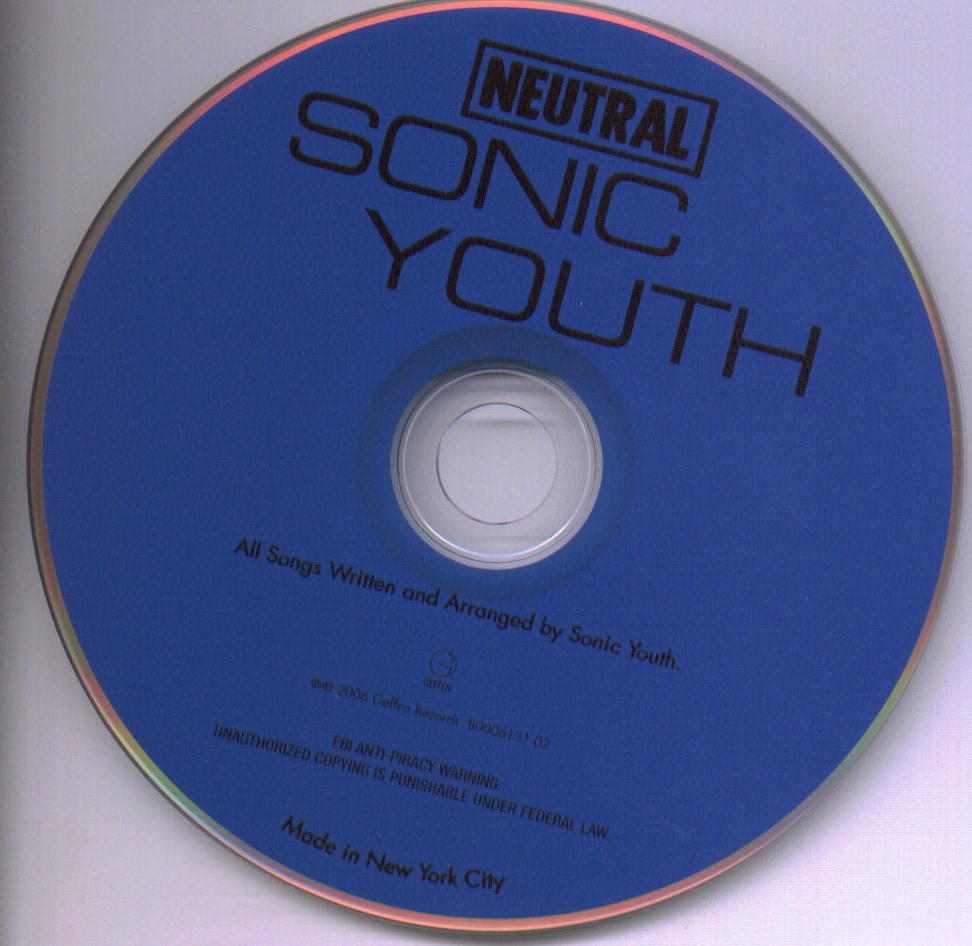 NEUTRAL
SONIC
YOUTH
All Songs Written and Arranged by Sonic Youth.
GEFFEN
℗© 2006 Geffen Records B0006131-02
FBI ANTI-PIRACY WARNING:
UNAUTHORIZED COPYING IS PUNISHABLE UNDER FEDERAL LAW.
Made in New York City